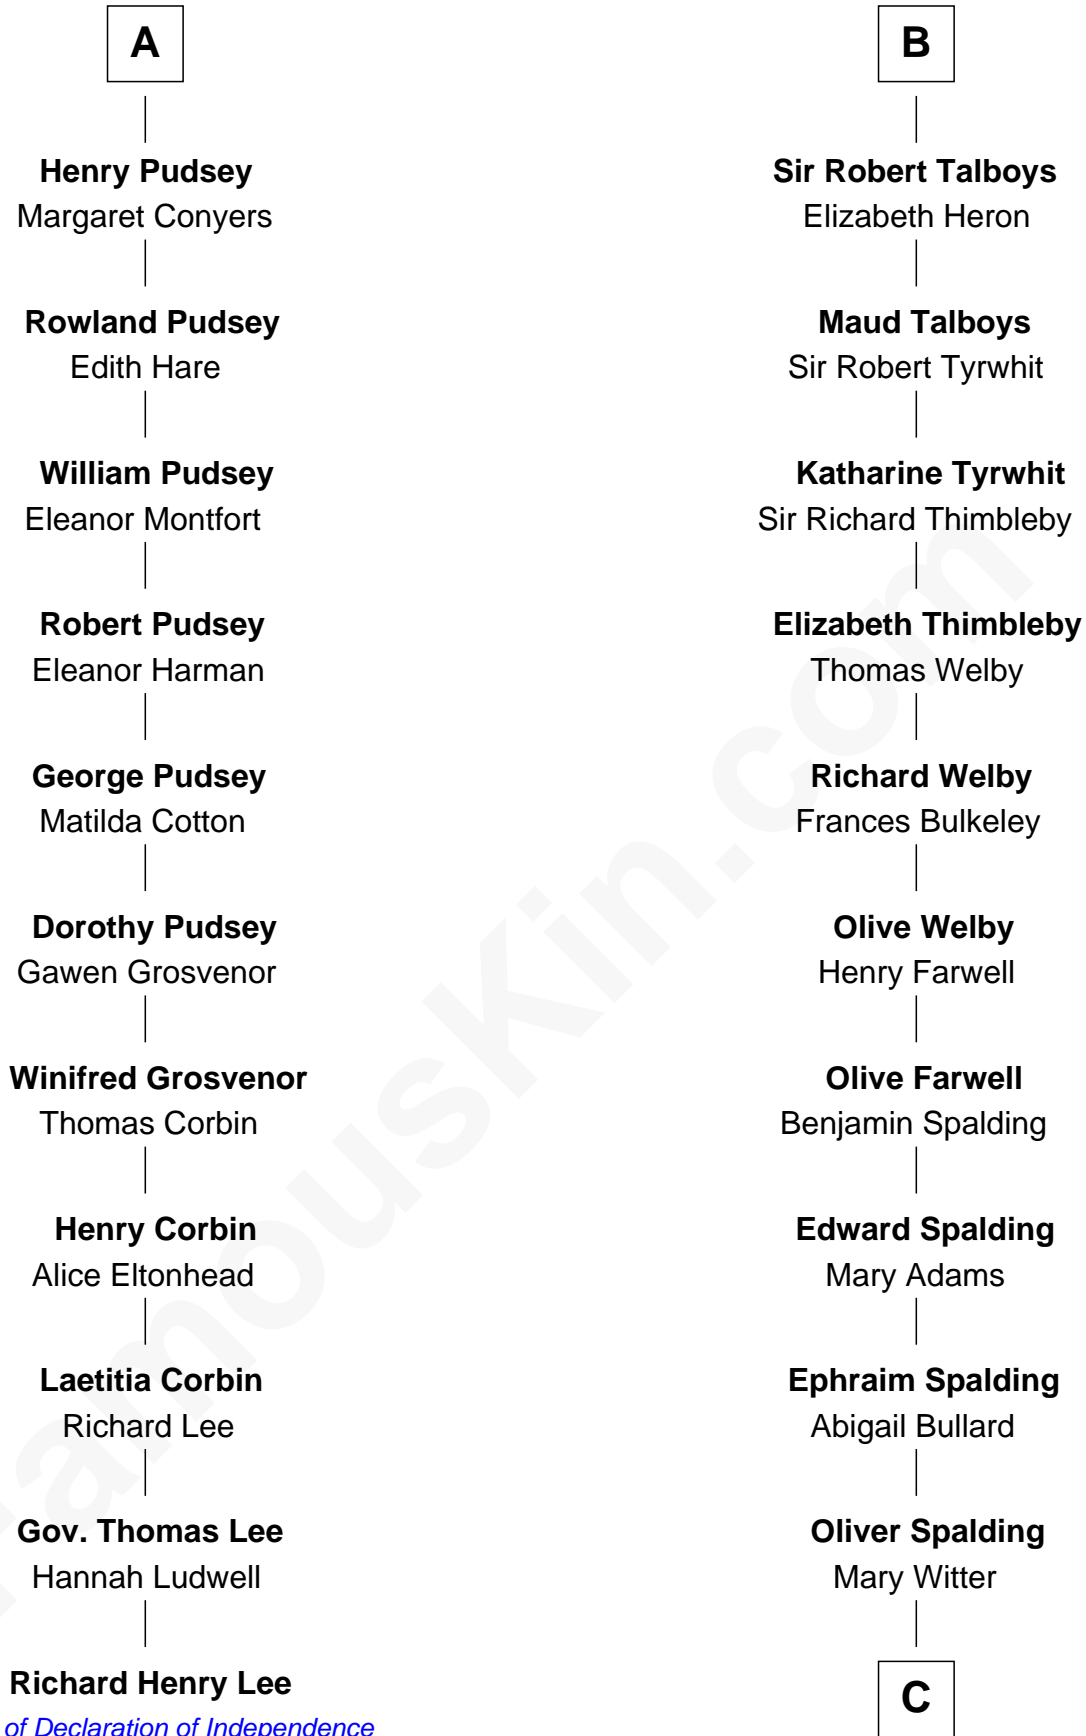 A
Henry Pudsey
Margaret Conyers
Rowland Pudsey
Edith Hare
William Pudsey
Eleanor Montfort
Robert Pudsey
Eleanor Harman
George Pudsey
Matilda Cotton
Dorothy Pudsey
Gawen Grosvenor
Winifred Grosvenor
Thomas Corbin
Henry Corbin
Alice Eltonhead
Laetitia Corbin
Richard Lee
Gov. Thomas Lee
Hannah Ludwell
Richard Henry Lee
of Declaration of Independence
B
Sir Robert Talboys
Elizabeth Heron
Maud Talboys
Sir Robert Tyrwhit
Katharine Tyrwhit
Sir Richard Thimbleby
Elizabeth Thimbleby
Thomas Welby
Richard Welby
Frances Bulkeley
Olive Welby
Henry Farwell
Olive Farwell
Benjamin Spalding
Edward Spalding
Mary Adams
Ephraim Spalding
Abigail Bullard
Oliver Spalding
Mary Witter
C
FamousKin.com